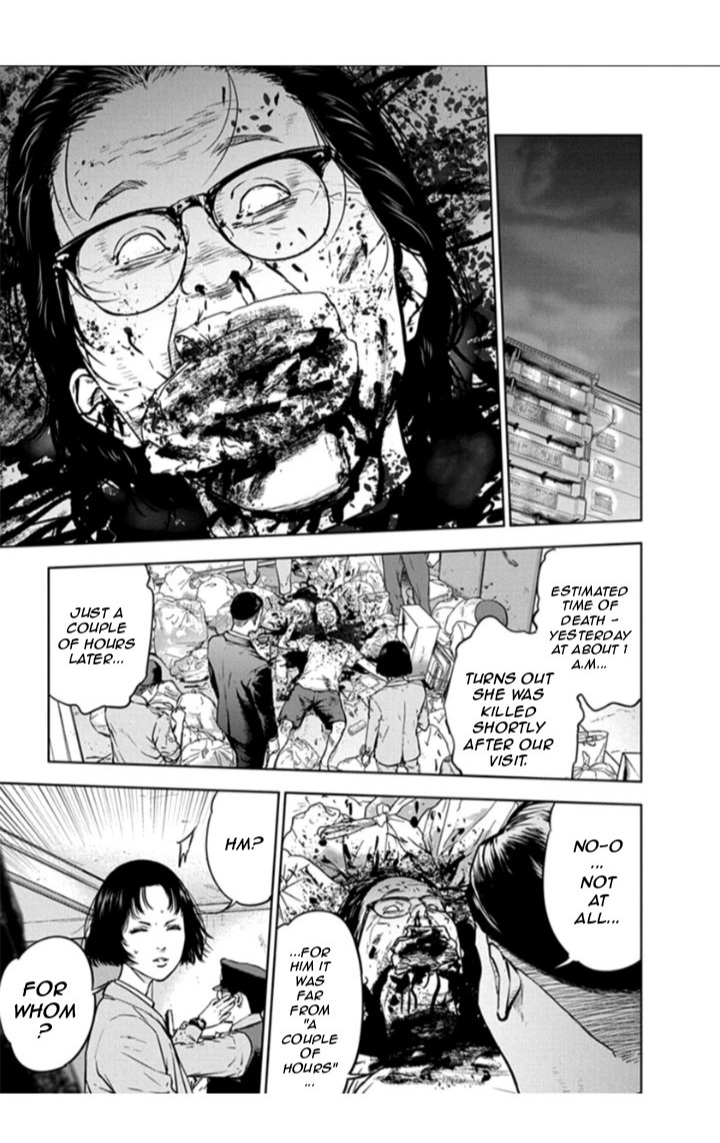 ESTIMATED
TIME OF
DEATH -
YESTERDAY
AT ABOUT 1
A.M...
TURNS OUT
SHE WAS
KILLED
SHORTLY
AFTER OUR
VISIT.
JUST A
COUPLE
OF HOURS
LATER...
NO-O
...
NOT
AT
ALL...
...FOR
HIM IT
WAS
FAR
FROM
"A
COUPLE
OF
HOURS"
...
HM?
FOR
WHOM
?